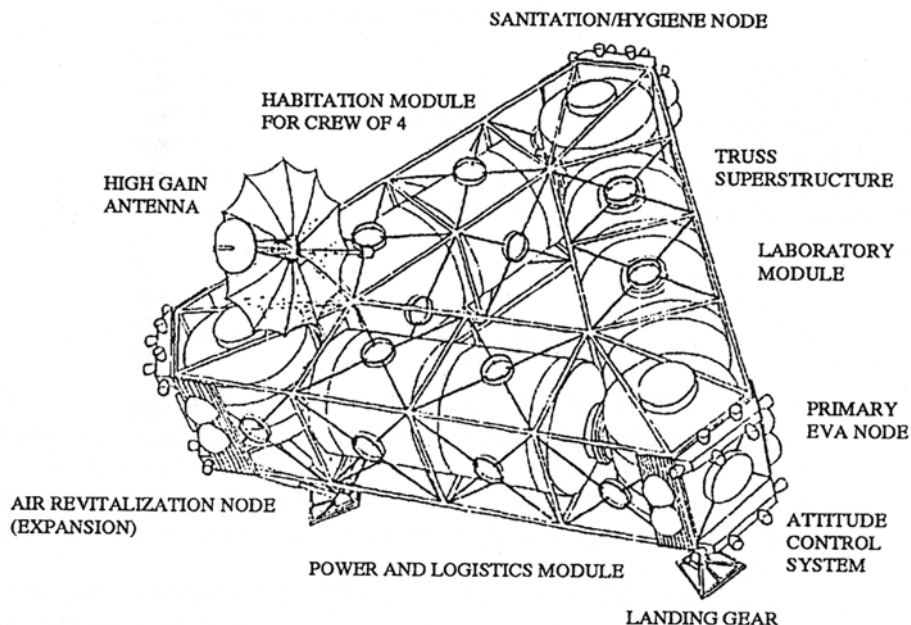 SANITATION/HYGIENE NODE
HABITATION MODULE
FOR CREW OF 4
HIGH GAIN
ANTENNA
TRUSS
SUPERSTRUCTURE
LABORATORY
MODULE
PRIMARY
EVA NODE
AIR REVITALIZATION NODE
(EXPANSION)
ATTITUDE
CONTROL
SYSTEM
POWER AND LOGISTICS MODULE
LANDING GEAR